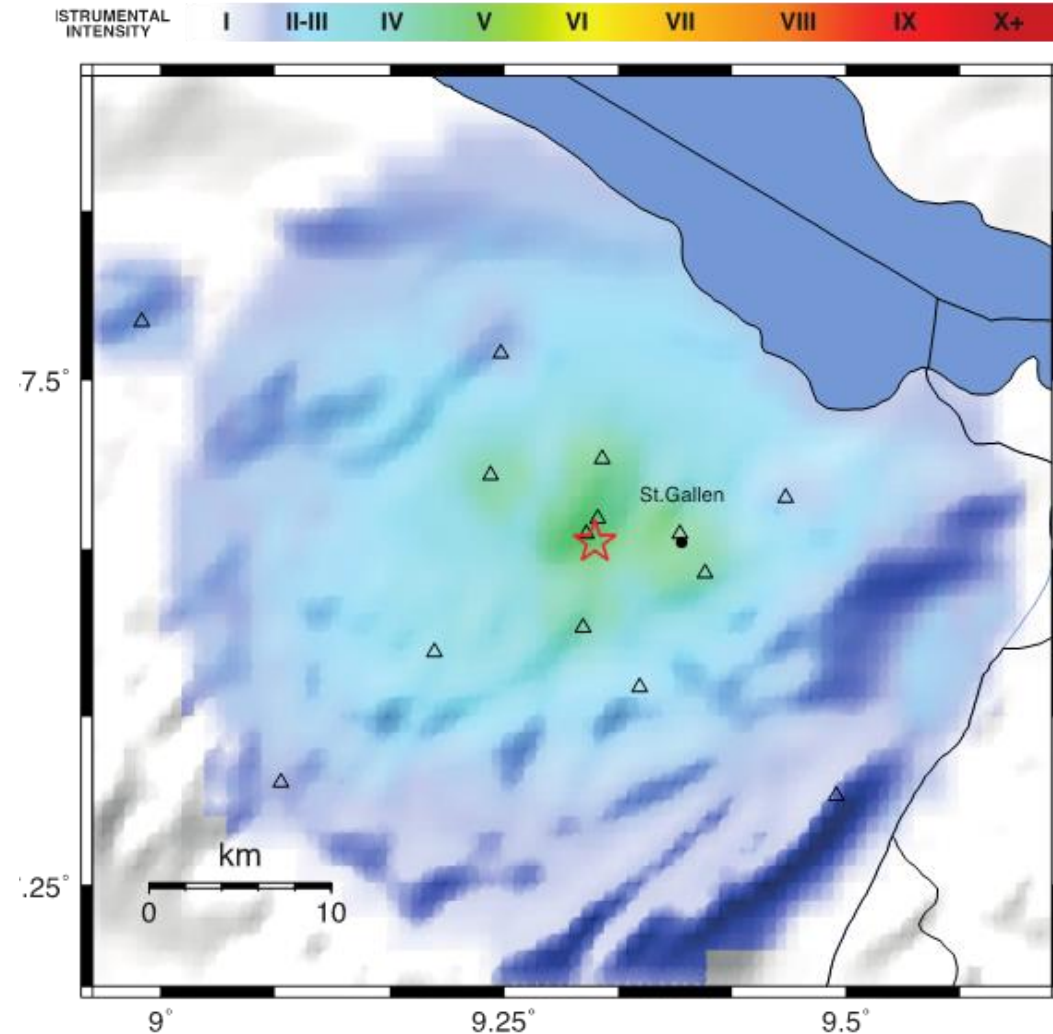 ISTRUMENTAL
INTENSITY
I II-III IV V VI VII VIII IX X+
7.5°
St.Gallen
.25°
km
0 10
9° 9.25° 9.5°